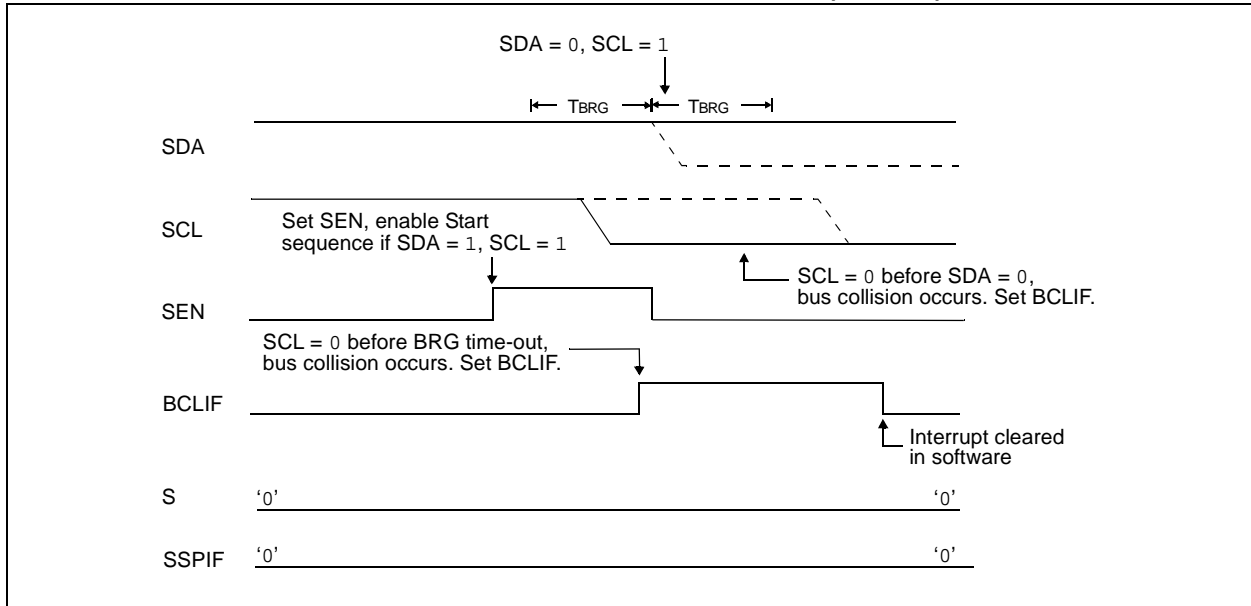 SDA = 0, SCL = 1
TBRG TBRG
SDA
SCL
Set SEN, enable Start
sequence if SDA = 1, SCL = 1
SCL = 0 before SDA = 0,
bus collision occurs. Set BCLIF.
SEN
SCL = 0 before BRG time-out,
bus collision occurs. Set BCLIF.
BCLIF
Interrupt cleared
in software
S ‘0’ ‘0’
SSPIF ‘0’ ‘0’